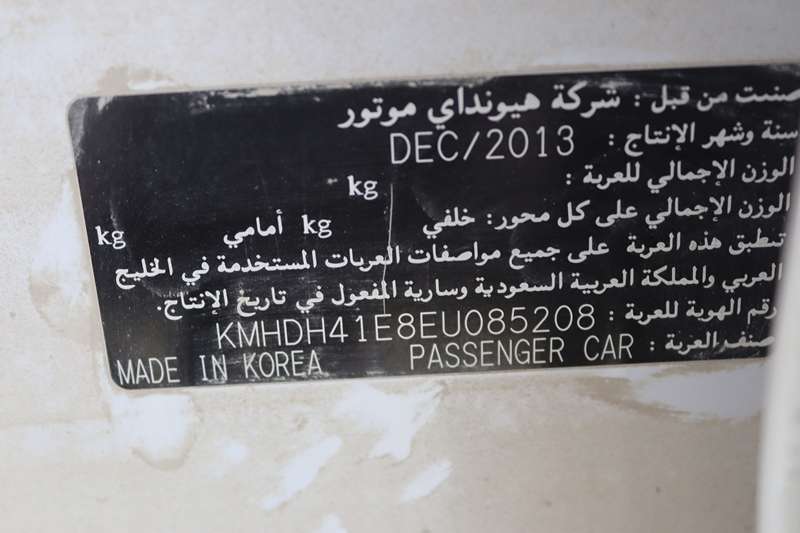 صنعت من قبل : شركة هيونداي موتور
سنة وشهر الإنتاج : DEC/2013
الوزن الإجمالي للعربة : kg
الوزن الإجمالي على كل محور: خلفي kg أمامي kg
تنطبق هذه العربة على جميع مواصفات العربات المستخدمة في الخليج
العربي والمملكة العربية السعودية وسارية المفعول في تاريخ الإنتاج.
رقم الهوية للعربة : KMHDH41E8EU085208
صنف العربة : PASSENGER CAR MADE IN KOREA